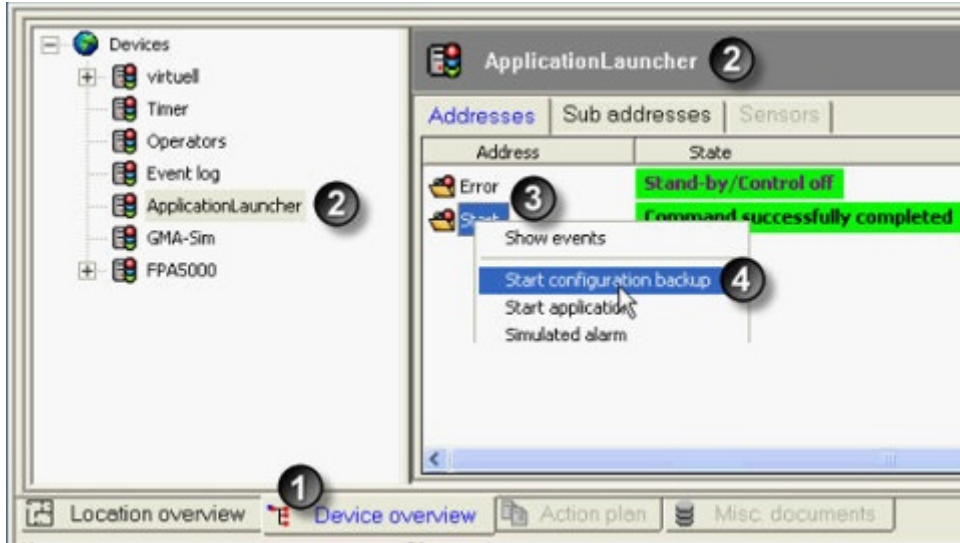 Devices
virtuell
Timer
Operators
Event log
ApplicationLauncher 2
GMA-Sim
FPA5000
ApplicationLauncher 2
Addresses Sub addresses Sensors
Address State
Error 3 Stand-by/Control off
Start Command successfully completed
Show events
Start configuration backup 4
Start application
Simulated alarm
1
Location overview Device overview Action plan Misc. documents